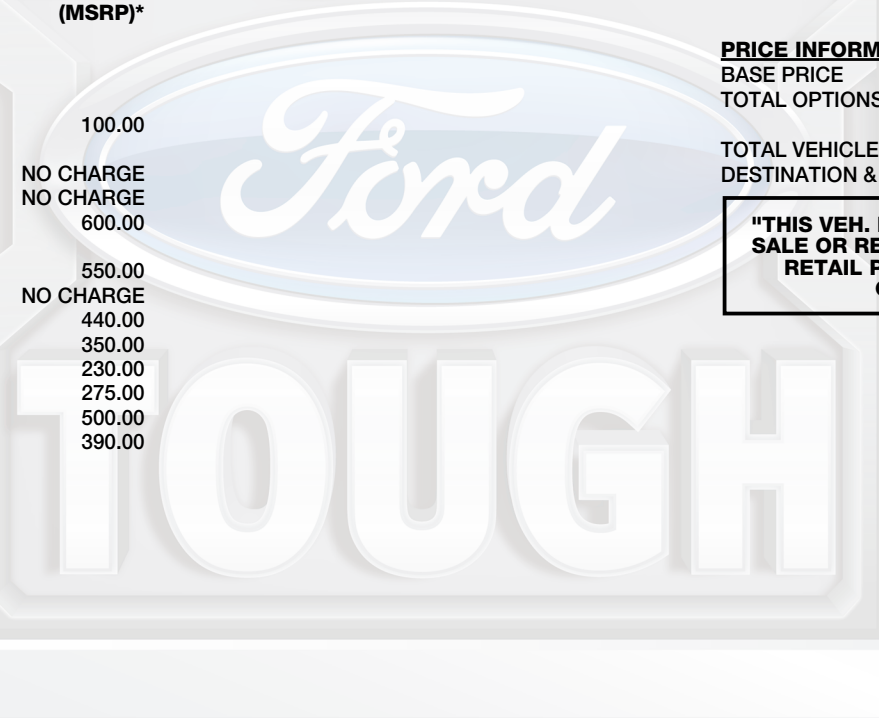 (MSRP)*
100.00
NO CHARGE
NO CHARGE
600.00
550.00
NO CHARGE
440.00
350.00
230.00
275.00
500.00
390.00
PRICE INFORM
BASE PRICE
TOTAL OPTIONS
TOTAL VEHICLE
DESTINATION &
"THIS VEH.
SALE OR RE
RETAIL P
Ford
TOUGH